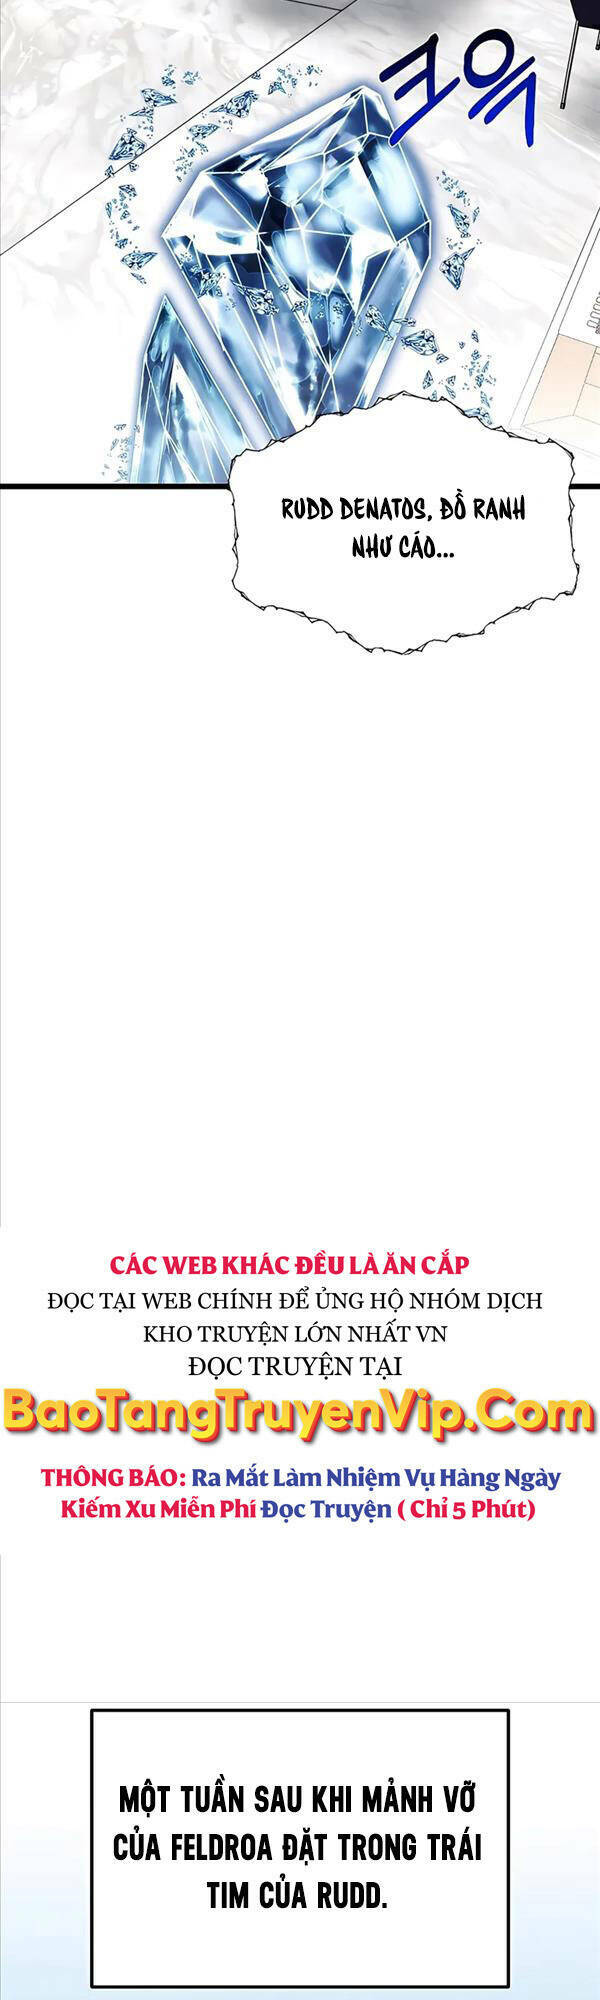 크윽
RUDD DENATOS, ĐỒ RANH
NHƯ CÁO...
CÁC WEB KHÁC ĐỀU LÀ ĂN CẮP
ĐỌC TẠI WEB CHÍNH ĐỂ ỦNG HỘ NHÓM DỊCH
KHO TRUYỆN LỚN NHẤT VN
ĐỌC TRUYỆN TẠI
BaoTangTruyenVip.Com
THÔNG BÁO: Ra Mắt Làm Nhiệm Vụ Hàng Ngày
Kiếm Xu Miễn Phí Đọc Truyện ( Chỉ 5 Phút)
MỘT TUẦN SAU KHI MẢNH VỠ
CỦA FELDROA ĐẶT TRONG TRÁI
TIM CỦA RUDD.